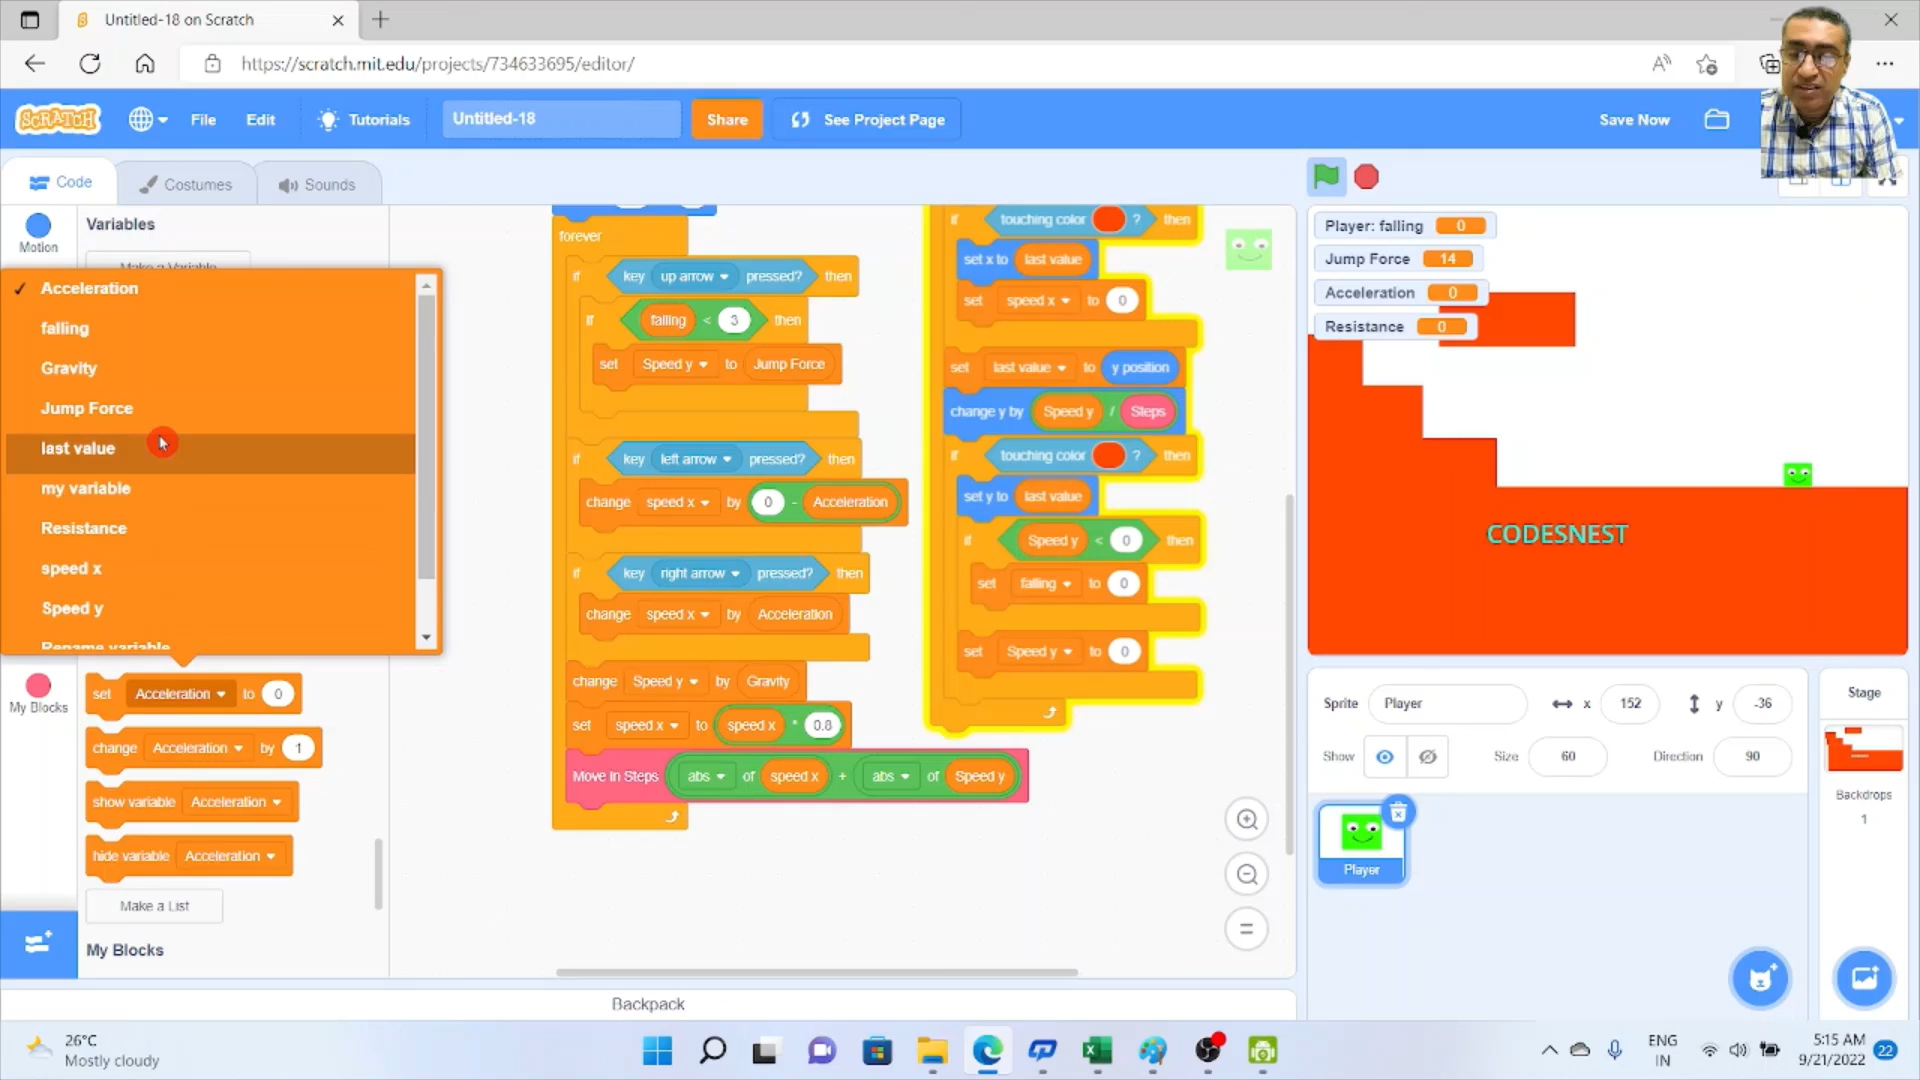 Untitled-18 on Scratch
https://scratch.mit.edu/projects/734633695/editor/
SCRATCH
File
Edit
Tutorials
Untitled-18
Share
See Project Page
Save Now
Code
Costumes
Sounds
Motion
Variables
Make a Variable
✓ Acceleration
falling
Gravity
Jump Force
last value
my variable
Resistance
speed x
Speed y
Rename variable
My Blocks
set Acceleration to 0
change Acceleration by 1
show variable Acceleration
hide variable Acceleration
Make a List
My Blocks
forever
if key up arrow pressed? then
if falling < 3 then
set Speed y to Jump Force
if key left arrow pressed? then
change speed x by 0 - Acceleration
if key right arrow pressed? then
change speed x by Acceleration
change Speed y by Gravity
set speed x to speed x * 0.8
Move In Steps abs of speed x + abs of Speed y
if touching color ? then
set x to last value
set speed x to 0
set last value to y position
change y by Speed y / Steps
if touching color ? then
set y to last value
if Speed y < 0 then
set falling to 0
set Speed y to 0
Backpack
Player: falling 0
Jump Force 14
Acceleration 0
Resistance 0
CODESNEST
Sprite Player x 152 y -36
Show Size 60 Direction 90
Player
Stage
Backdrops
1
26°C
Mostly cloudy
ENG
IN
5:15 AM
9/21/2022
22